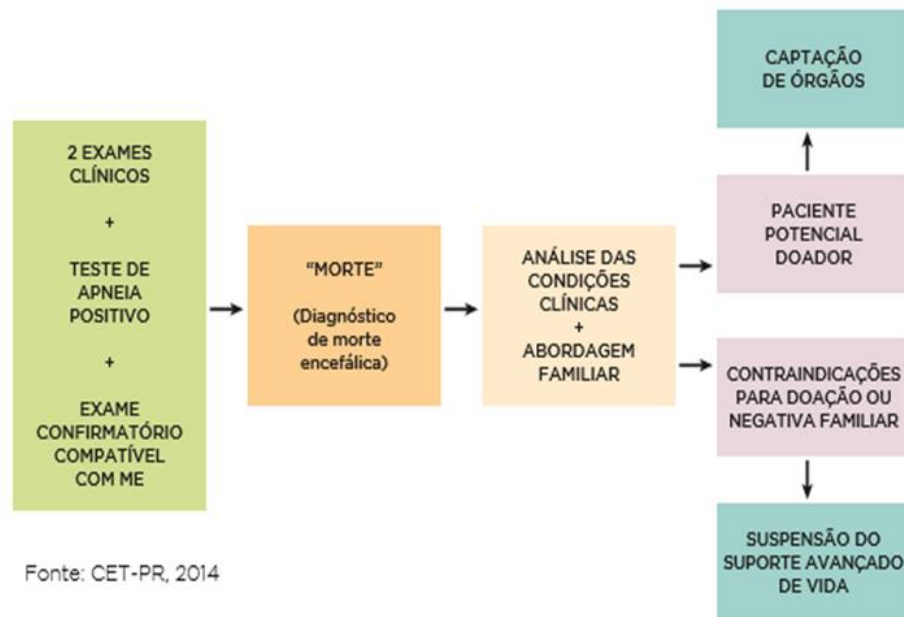 2 EXAMES
CLÍNICOS
+
TESTE DE
APNEIA
POSITIVO
+
EXAME
CONFIRMATÓRIO
COMPATÍVEL
COM ME
“MORTE”
(Diagnóstico
de morte
encefálica)
ANÁLISE DAS
CONDIÇÕES
CLÍNICAS
+
ABORDAGEM
FAMILIAR
CAPTAÇÃO
DE ÓRGÃOS
PACIENTE
POTENCIAL
DOADOR
CONTRAINDICAÇÕES
PARA DOAÇÃO OU
NEGATIVA FAMILIAR
SUSPENSÃO DO
SUPORTE AVANÇADO
DE VIDA
Fonte: CET-PR, 2014